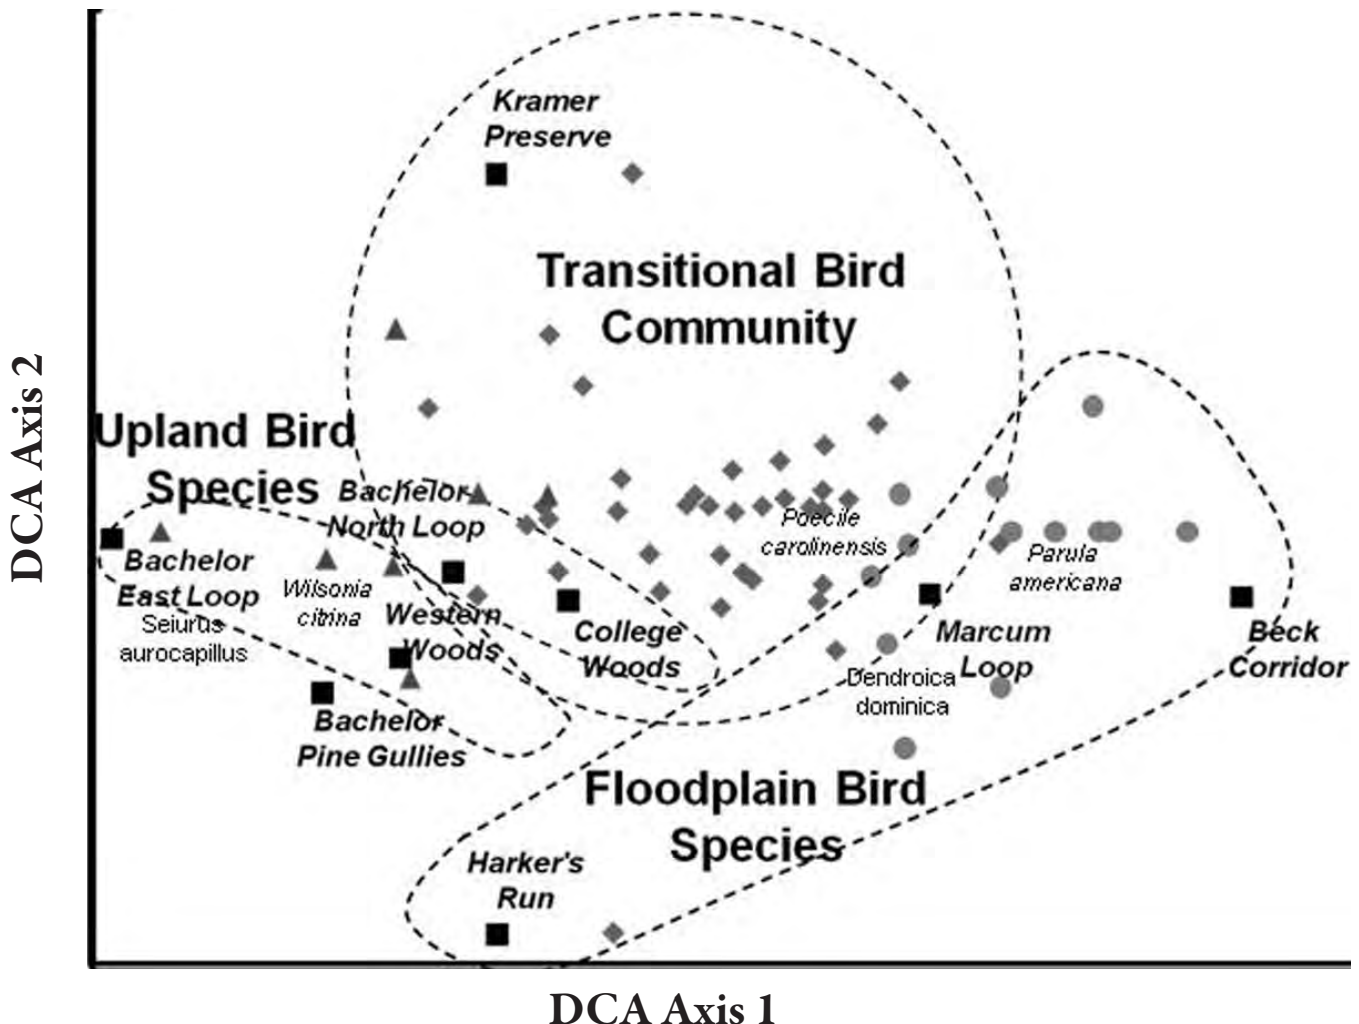 Kramer
Preserve
Transitional Bird
Community
DCA Axis 2
Upland Bird
Species
Bachelor
North Loop
Poecile
carolinensis
Parula
americana
Bachelor
East Loop
Wilsonia
citrina
Seiurus
aurocapillus
Western
Woods
College
Woods
Marcum
Loop
Beck
Corridor
Dendroica
dominica
Bachelor
Pine Gullies
Floodplain Bird
Species
Harker's
Run
DCA Axis 1